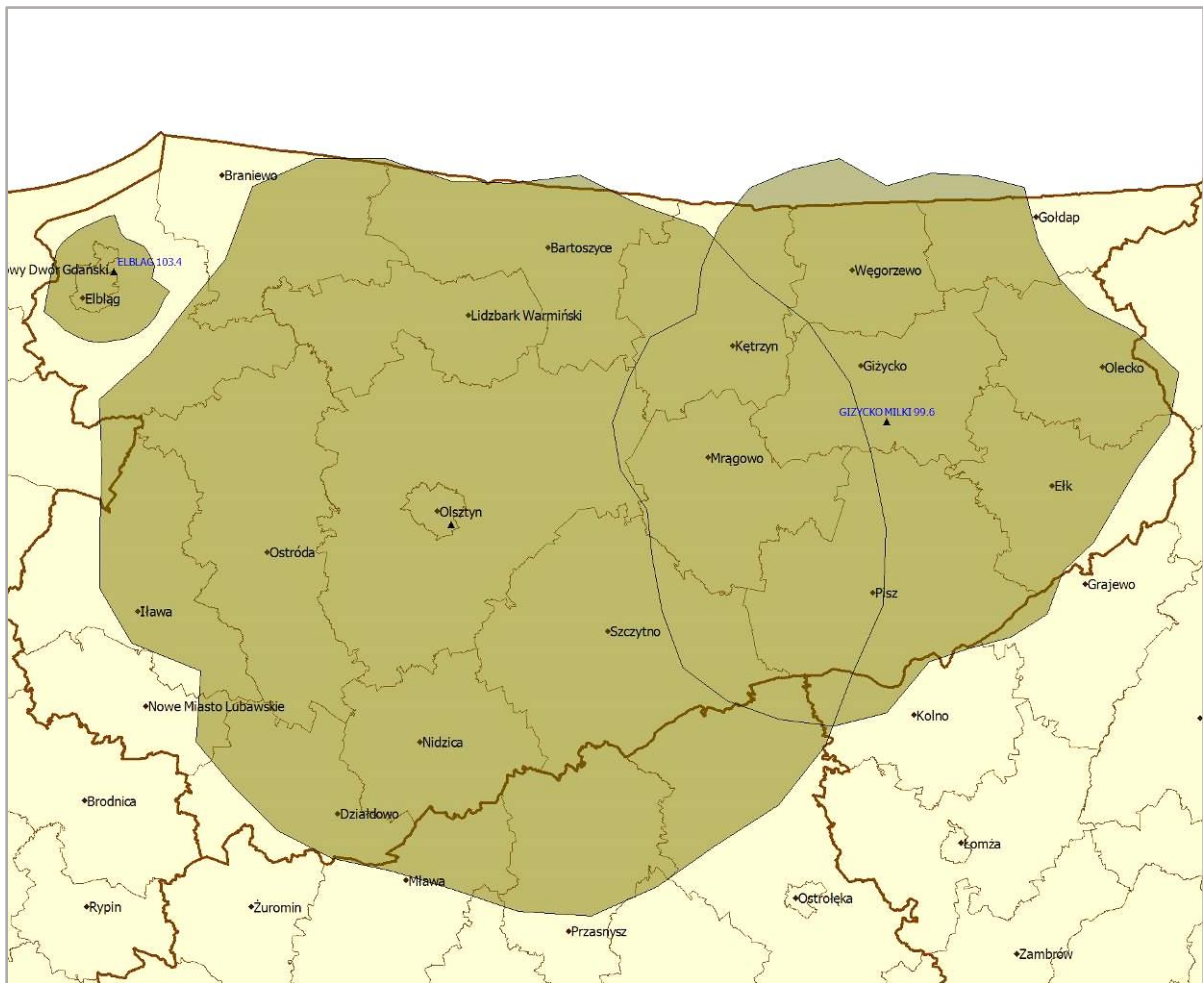 Braniewo
Gołdap
Bartoszyce
ELBLAG 103.4
owy Dwór Gdański
Węgorzewo
Elbląg
Lidzbark Warmiński
Kętrzyn
Giżycko
Olecko
GIZYCKO MILKI 99.6
Mrągowo
Ełk
Olsztyn
Ostróda
Grajewo
Pisz
Iława
Szczytno
Nowe Miasto Lubawskie
Kolno
Nidzica
Brodnica
Działdowo
Łomża
Mława
Ostrołęka
Rypin
Żuromin
Przasnysz
Zambrów